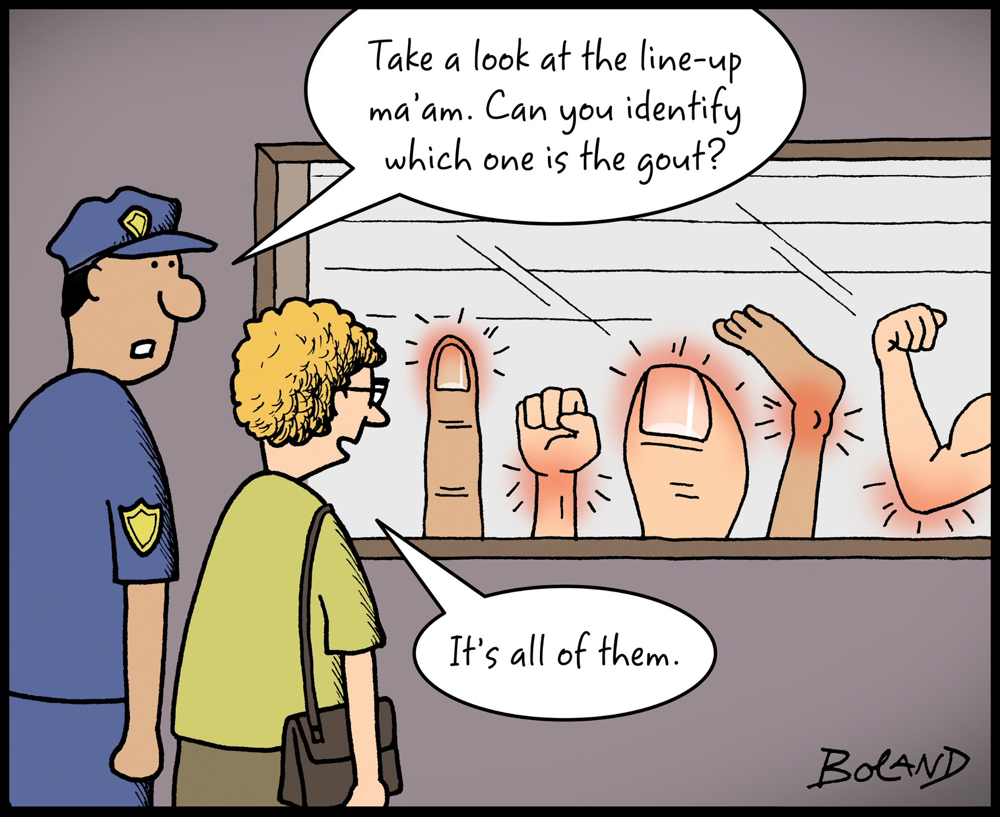 Take a look at the line-up
ma'am. Can you identify
which one is the gout?
It's all of them.
BOLAND